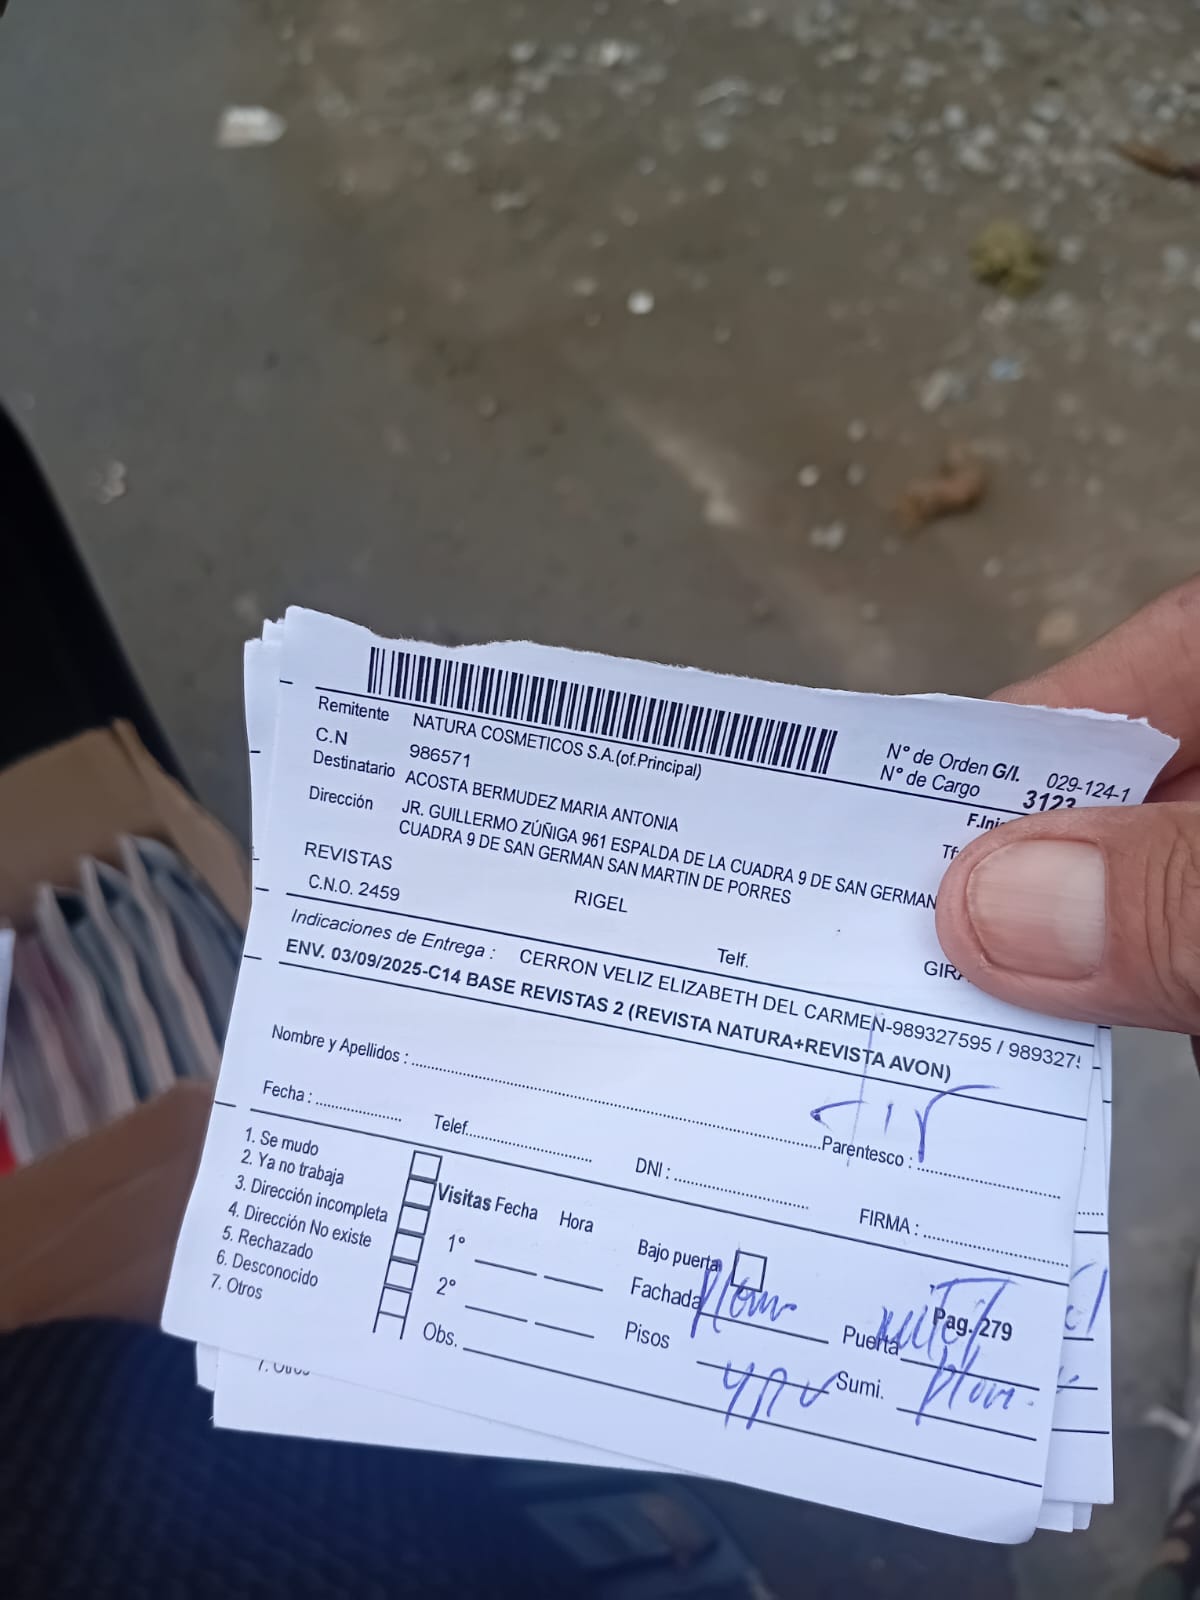 Remitente NATURA COSMETICOS S.A.(of.Principal)
N° de Orden G/I. 029-124-1
C.N 986571
N° de Cargo
Destinatario ACOSTA BERMUDEZ MARIA ANTONIA
Dirección JR. GUILLERMO ZÚÑIGA 961 ESPALDA DE LA CUADRA 9 DE SAN GERMAN
CUADRA 9 DE SAN GERMAN SAN MARTIN DE PORRES
REVISTAS
C.N.O. 2459 RIGEL Telf.
Indicaciones de Entrega : CERRON VELIZ ELIZABETH DEL CARMEN-989327595 /
ENV. 03/09/2025-C14 BASE REVISTAS 2 (REVISTA NATURA+REVISTA AVON)
Nombre y Apellidos : Parentesco :
Fecha : Telef. DNI : FIRMA :
1. Se mudo
2. Ya no trabaja
3. Dirección incompleta
4. Dirección No existe
5. Rechazado
6. Desconocido
7. Otros
Visitas Fecha Hora
1°
2°
Obs.
Bajo puerta
Fachada Puerta
Pisos Sumi.
Pag. 279
7. Otros